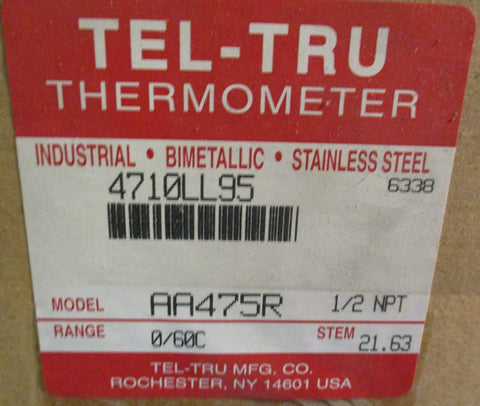 TEL-TRU
THERMOMETER
INDUSTRIAL • BIMETALLIC • STAINLESS STEEL
4710LL95 6338
MODEL AA475R 1/2 NPT
RANGE 0/60C STEM 21.63
TEL-TRU MFG. CO.
ROCHESTER, NY 14601 USA